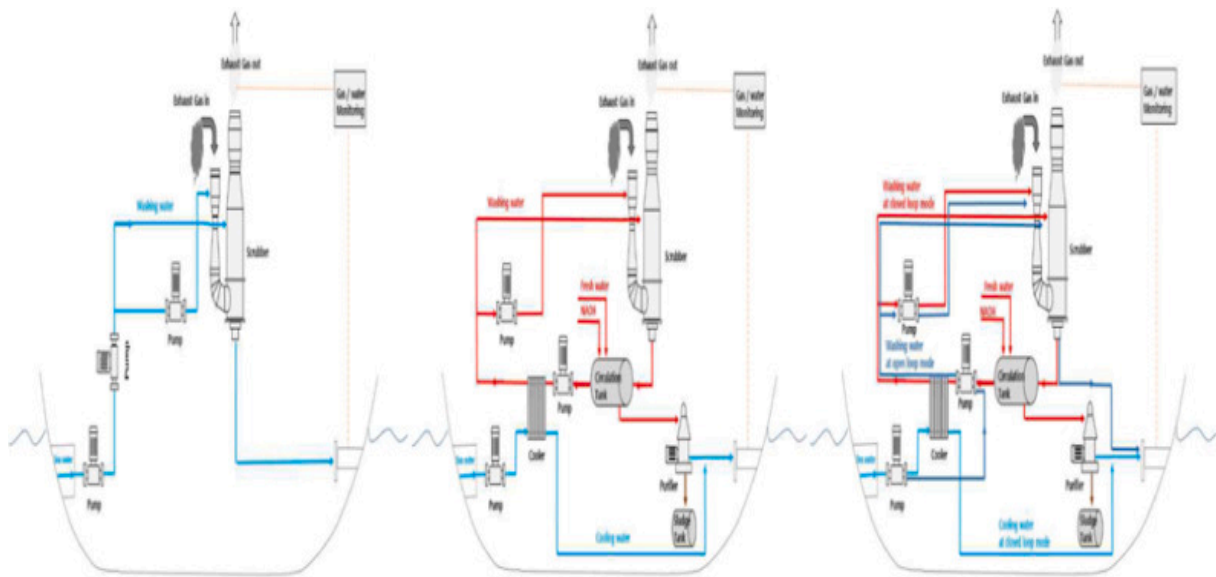 Exhaust Gas out
Exhaust Gas in
Gas / water
Monitoring
Washing water
Scrubber
Pump
Pump
Sea water
Pump
Exhaust Gas out
Exhaust Gas in
Gas / water
Monitoring
Washing water
Scrubber
Fresh water
NAOH
Pump
Circulation
Tank
Pump
Cooler
Sea water
Pump
Purifier
Sludge
Tank
Cooling water
Exhaust Gas out
Exhaust Gas in
Gas / water
Monitoring
Washing water
at closed loop mode
Scrubber
Fresh water
NAOH
Pump
Washing water
at open loop mode
Circulation
Tank
Pump
Cooler
Sea water
Pump
Purifier
Sludge
Tank
Cooling water
at closed loop mode